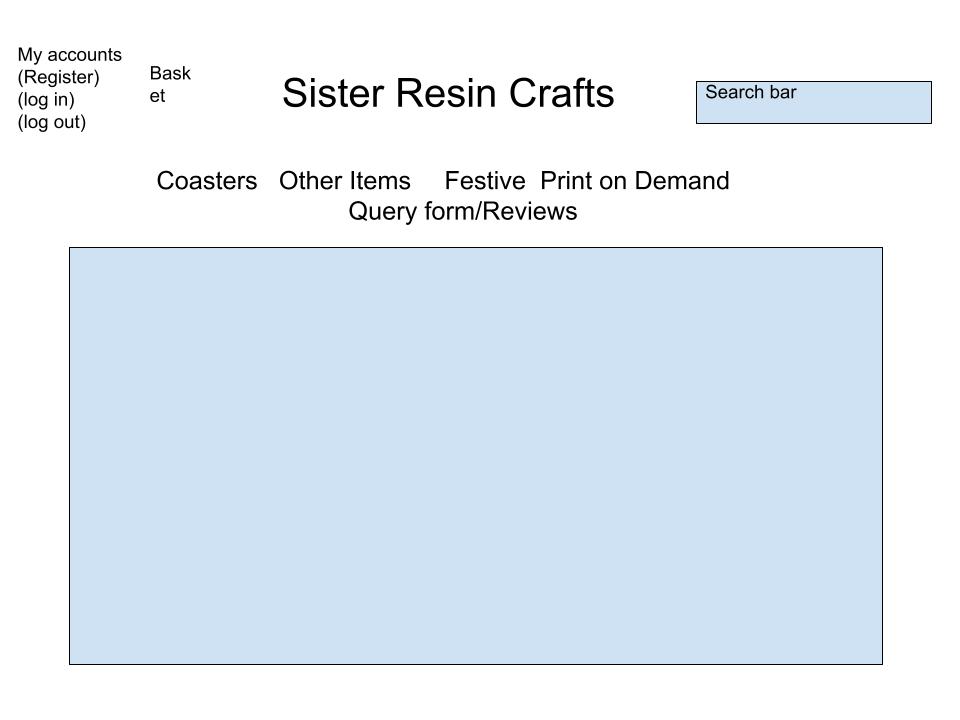 My accounts
(Register)
(log in)
(log out)
Bask
et
Sister Resin Crafts
Search bar
Coasters Other Items Festive Print on Demand
Query form/Reviews